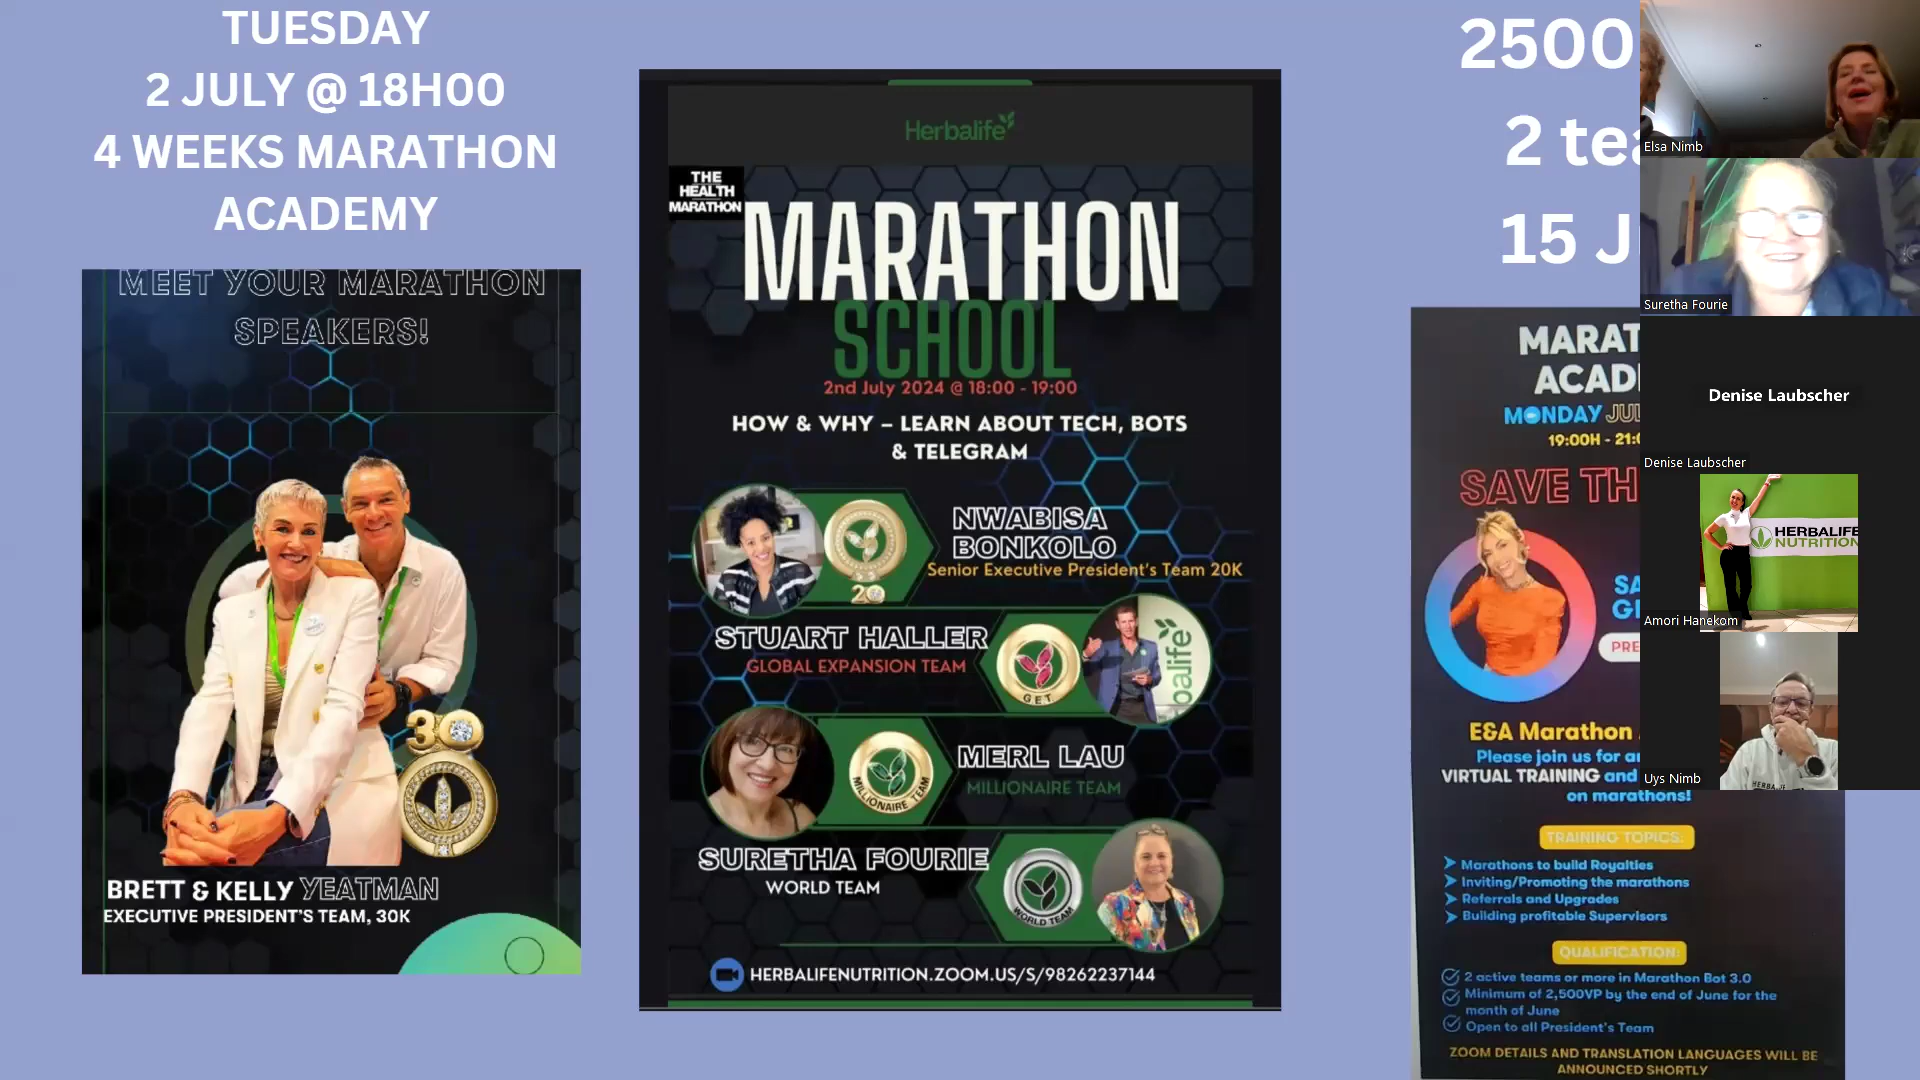 TUESDAY
2 JULY @ 18H00
4 WEEKS MARATHON
ACADEMY
MEET YOUR MARATHON
SPEAKERS!
30
BRETT & KELLY YEATMAN
EXECUTIVE PRESIDENT'S TEAM, 30K
Herbalife
THE
HEALTH
MARATHON
MARATHON
SCHOOL
2nd July 2024 @ 18:00 - 19:00
HOW & WHY – LEARN ABOUT TECH, BOTS
& TELEGRAM
NWABISA
BONKOLO
Senior Executive President's Team 20K
20
STUART HALLER
GLOBAL EXPANSION TEAM
GET
MERL LAU
MILLIONAIRE TEAM
MILLIONAIRE TEAM
SURETHA FOURIE
WORLD TEAM
WORLD TEAM
HERBALIFENUTRITION.ZOOM.US/S/98262237144
2500
2
15 J
MONDAY
19:00H
SAVE
E&A Marathon
Please join us for
VIRTUAL TRAINING and
on marathons!
TRAINING TOPICS:
Marathons to build Royalties
Inviting/Promoting the marathons
Referrals and Upgrades
Building profitable Supervisors
QUALIFICATION:
2 active teams or more in Marathon Bot 3.0
Minimum of 2,500VP by the end of June for the
month of June
Open to all President's Team
ZOOM DETAILS AND TRANSLATION LANGUAGES WILL BE
ANNOUNCED SHORTLY
Elsa Nimb
Suretha Fourie
Denise Laubscher
Denise Laubscher
HERBALIFE
NUTRITION
Amori Hanekom
Uys Nimb